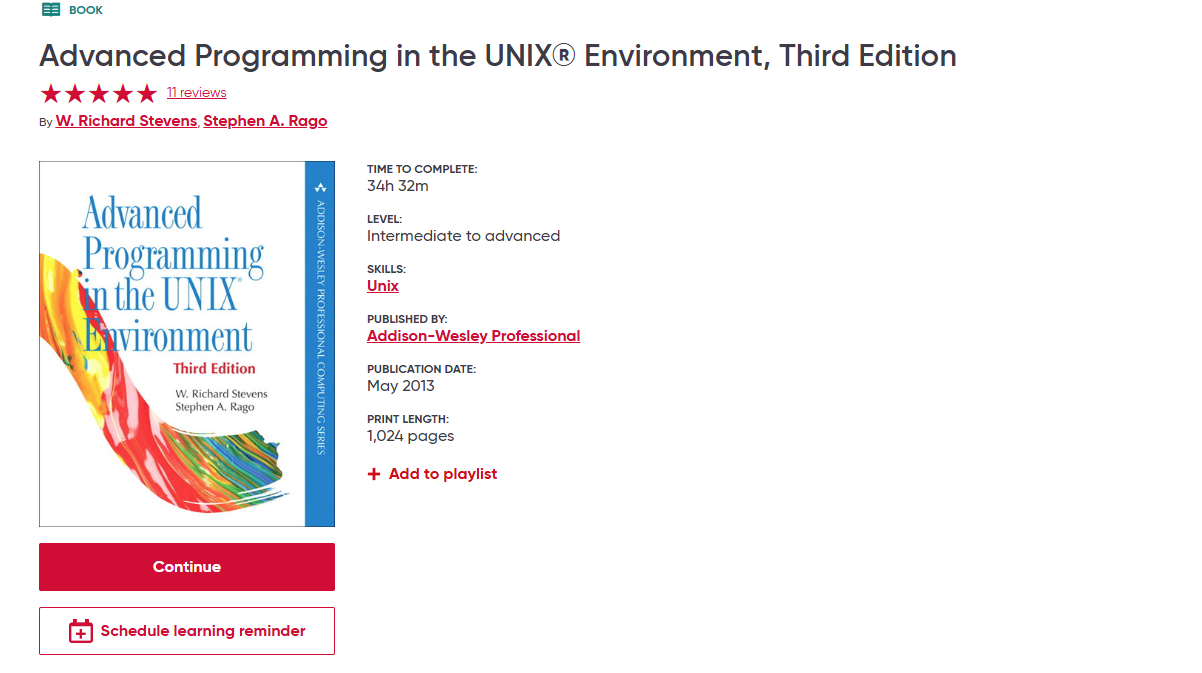 BOOK
Advanced Programming in the UNIX® Environment, Third Edition
11 reviews
By W. Richard Stevens, Stephen A. Rago
Advanced
Programming
in the UNIX®
Environment
Third Edition
W. Richard Stevens
Stephen A. Rago
ADDISON-WESLEY PROFESSIONAL COMPUTING SERIES
TIME TO COMPLETE:
34h 32m
LEVEL:
Intermediate to advanced
SKILLS:
Unix
PUBLISHED BY:
Addison-Wesley Professional
PUBLICATION DATE:
May 2013
PRINT LENGTH:
1,024 pages
+ Add to playlist
Continue
Schedule learning reminder